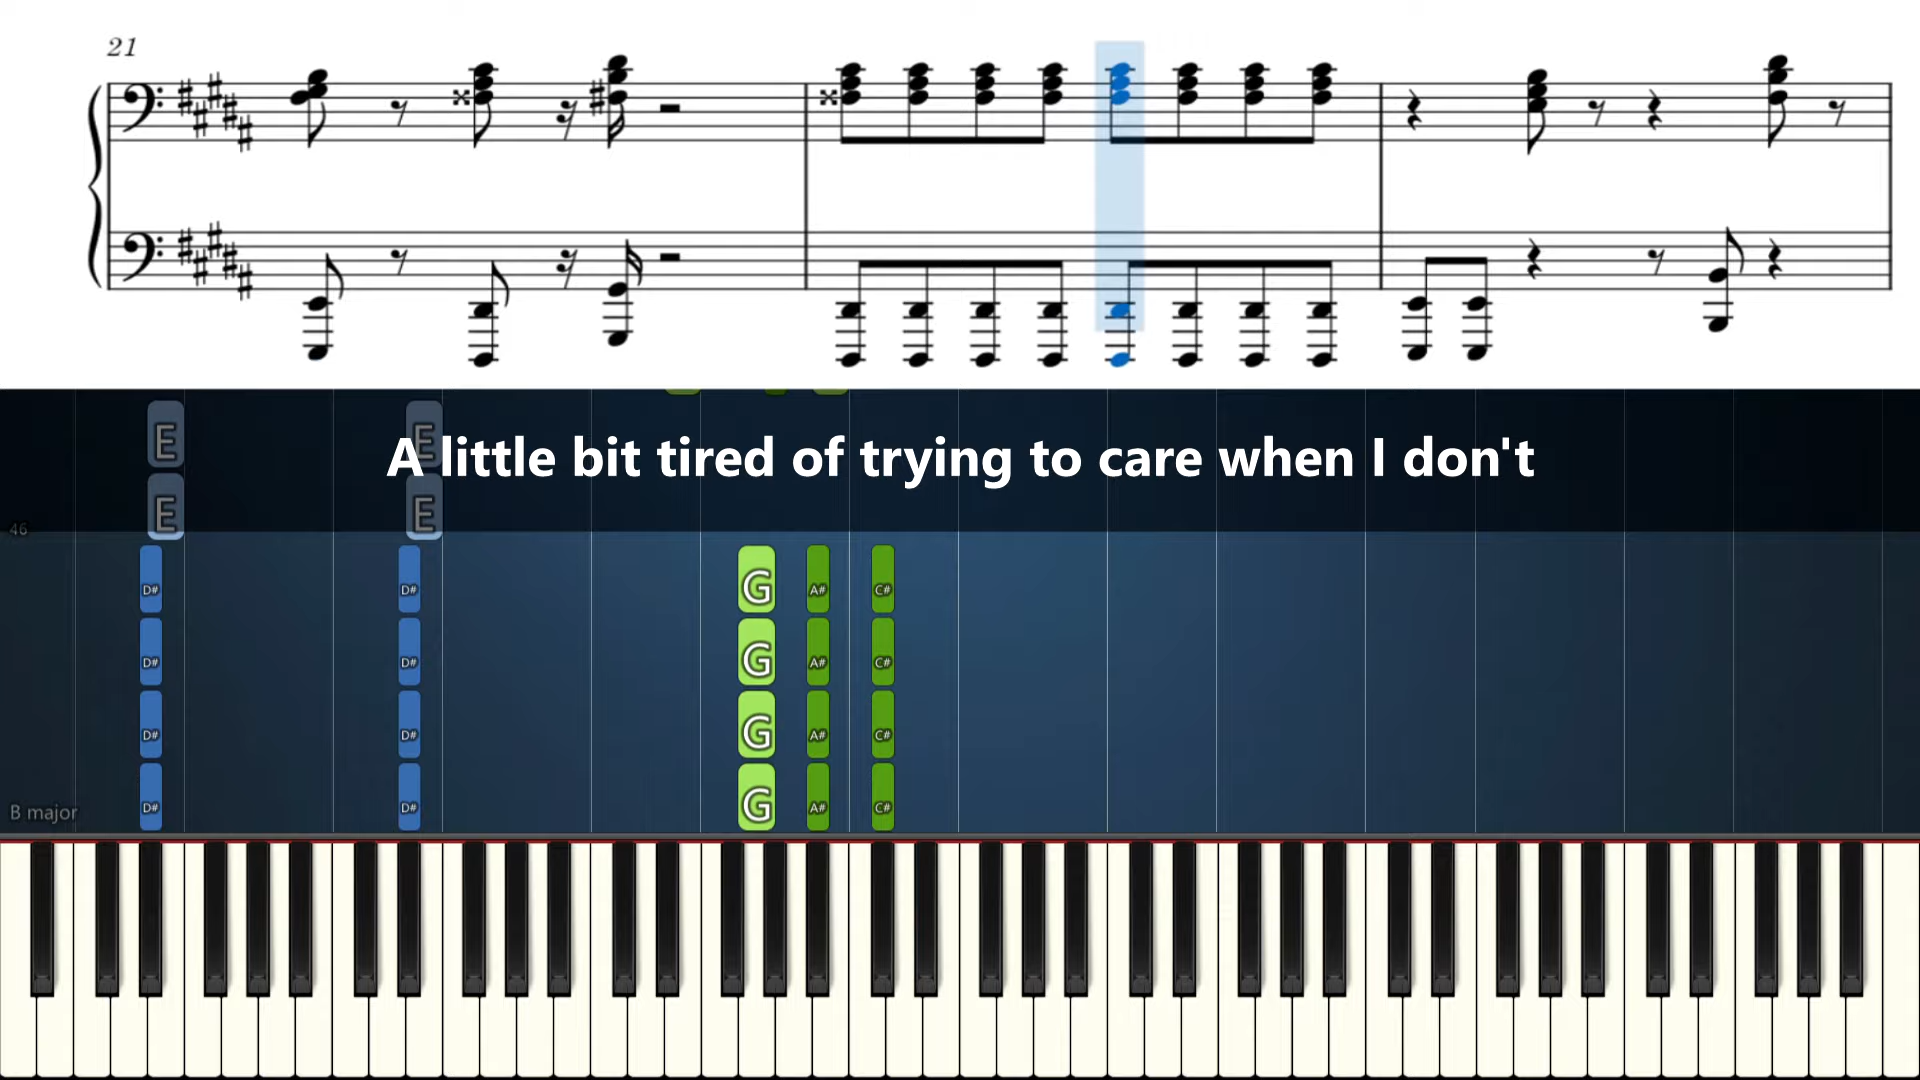 21
E E
A little bit tired of trying to care when I don't
E E
46
D# D# G A# C#
D# D# G A# C#
D# D# G A# C#
D# D# G A# C#
B major